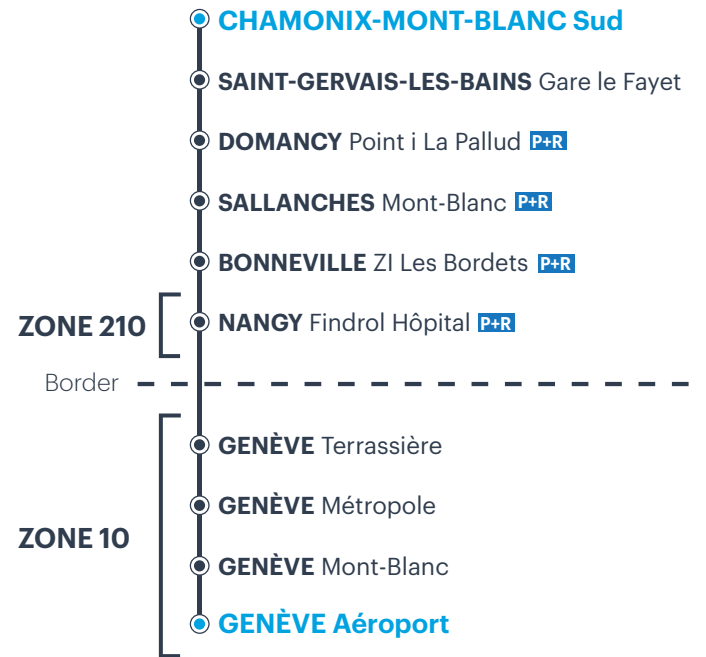 CHAMONIX-MONT-BLANC Sud
SAINT-GERVAIS-LES-BAINS Gare le Fayet
DOMANCY Point i La Pallud P+R
SALLANCHES Mont-Blanc P+R
BONNEVILLE ZI Les Bordets P+R
ZONE 210 NANGY Findrol Hôpital P+R
Border
GENÈVE Terrassière
GENÈVE Métropole
ZONE 10
GENÈVE Mont-Blanc
GENÈVE Aéroport